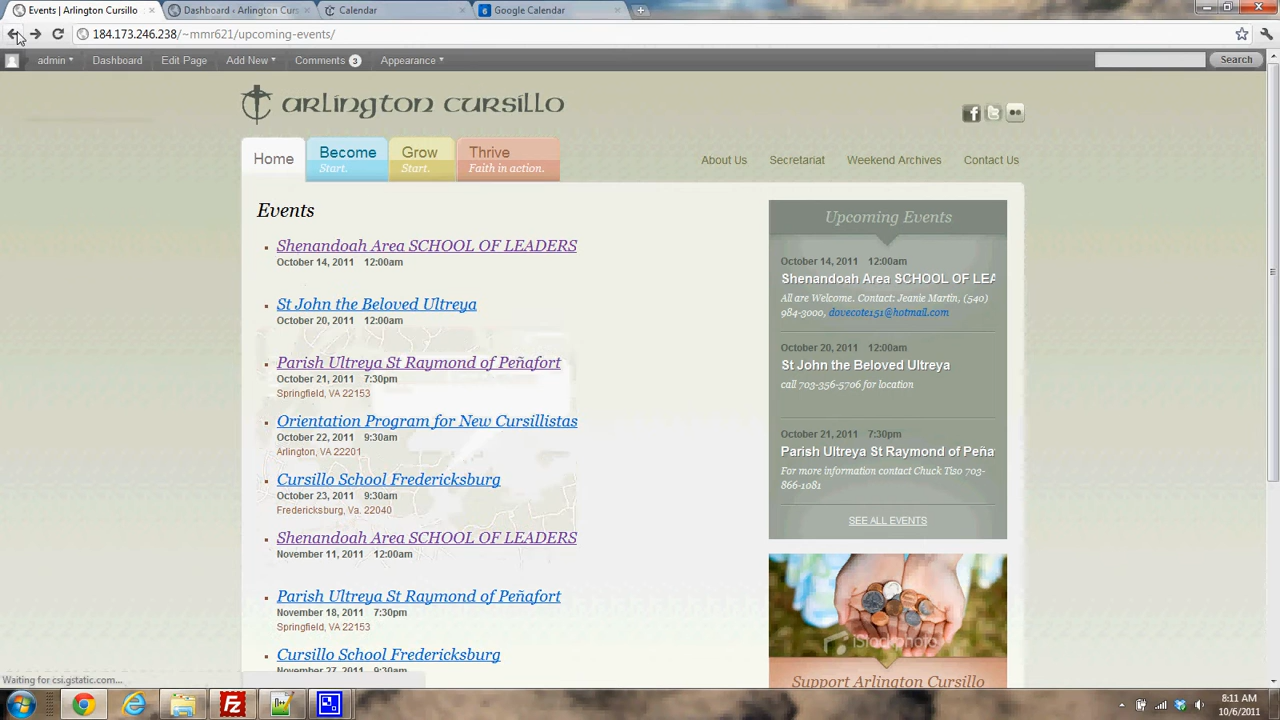 Events | Arlington Cursillo
Dashboard ‹ Arlington Curs
Calendar
Google Calendar
184.173.246.238/~mmr621/upcoming-events/
admin Dashboard Edit Page Add New Comments 3 Appearance Search
arlington cursillo
Home
Become
Start.
Grow
Start.
Thrive
Faith in action.
About Us Secretariat Weekend Archives Contact Us
Events
Shenandoah Area SCHOOL OF LEADERS
October 14, 2011 12:00am
St John the Beloved Ultreya
October 20, 2011 12:00am
Parish Ultreya St Raymond of Peñafort
October 21, 2011 7:30pm
Springfield, VA 22153
Orientation Program for New Cursillistas
October 22, 2011 9:30am
Arlington, VA 22201
Cursillo School Fredericksburg
October 23, 2011 9:30am
Fredericksburg, Va. 22040
Shenandoah Area SCHOOL OF LEADERS
November 11, 2011 12:00am
Parish Ultreya St Raymond of Peñafort
November 18, 2011 7:30pm
Springfield, VA 22153
Cursillo School Fredericksburg
November 27, 2011 9:30am
Upcoming Events
October 14, 2011 12:00am
Shenandoah Area SCHOOL OF LEA
All are Welcome. Contact: Jeanie Martin, (540)
984-3000, dovecote151@hotmail.com
October 20, 2011 12:00am
St John the Beloved Ultreya
call 703-356-5706 for location
October 21, 2011 7:30pm
Parish Ultreya St Raymond of Peña
For more information contact Chuck Tiso 703-
866-1081
SEE ALL EVENTS
iStockphoto
Support Arlington Cursillo
Waiting for csi.gstatic.com...
8:11 AM
10/6/2011